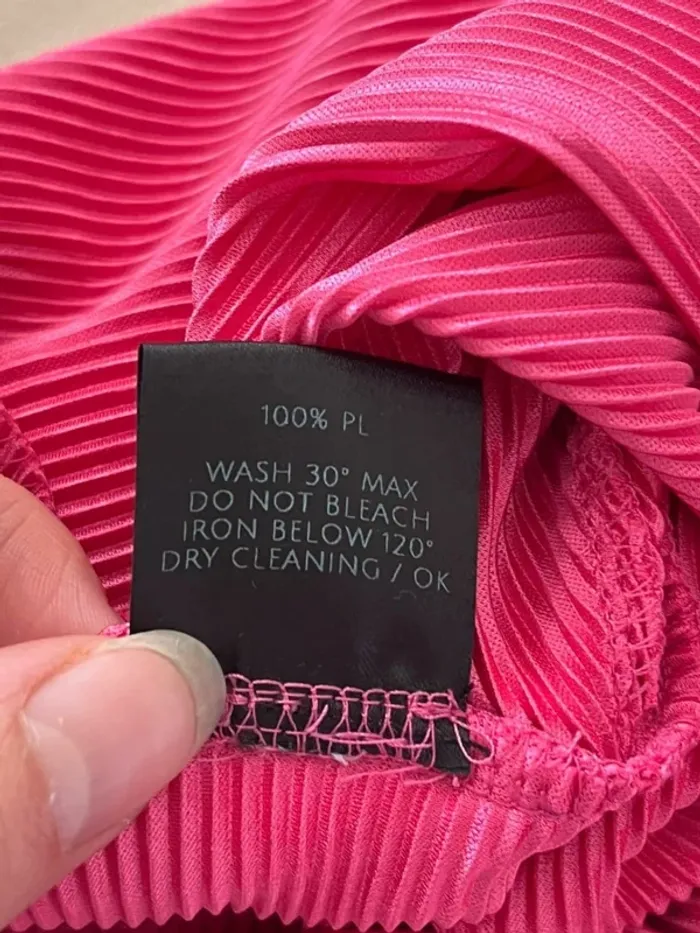 100% PL
WASH 30° MAX
DO NOT BLEACH
IRON BELOW 120°
DRY CLEANING / OK